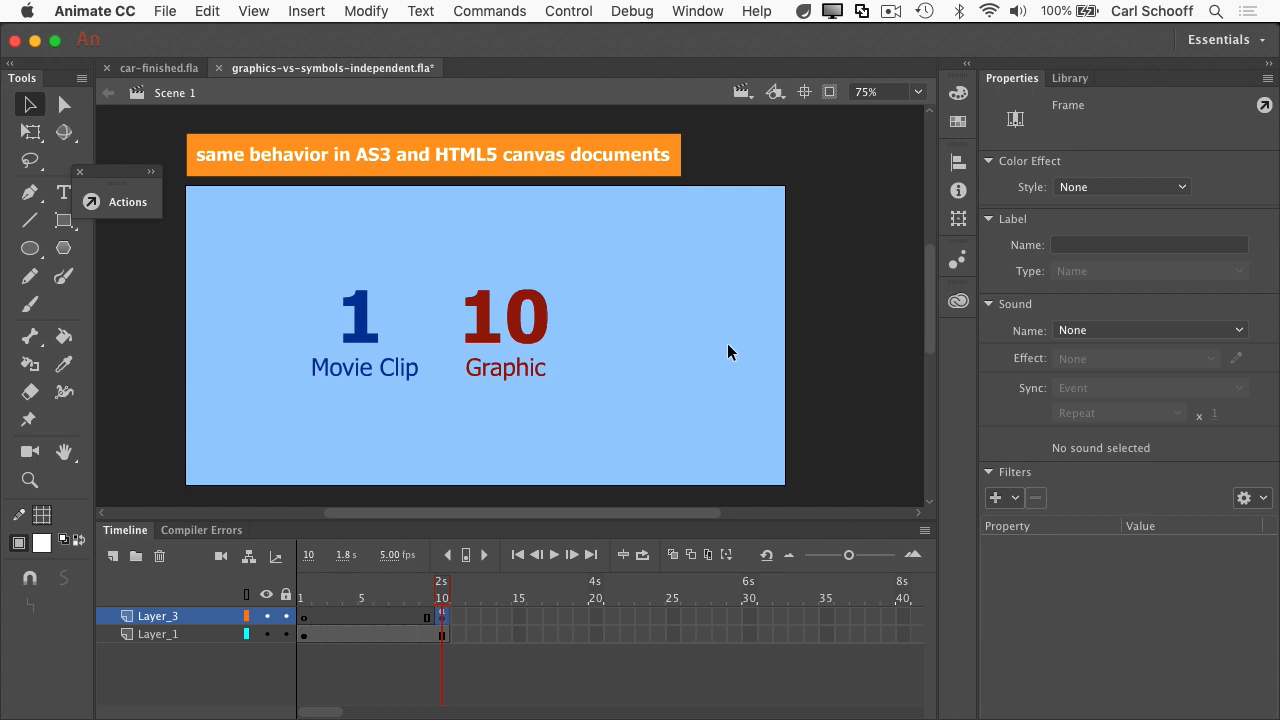 Animate CC File Edit View Insert Modify Text Commands Control Debug Window Help 100% Carl Schooff
An Essentials
Tools
car-finished.fla graphics-vs-symbols-independent.fla*
Scene 1 75%
same behavior in AS3 and HTML5 canvas documents
Actions
T
1 10
Movie Clip Graphic
Properties Library
Frame
Color Effect
Style: None
Label
Name:
Type: Name
Sound
Name: None
Effect: None
Sync: Event
Repeat x 1
No sound selected
Filters
Property Value
Timeline Compiler Errors
10 1.8s 5.00 fps
2s 4s 6s 8s
1 5 10 15 20 25 30 35 40
Layer_3
Layer_1